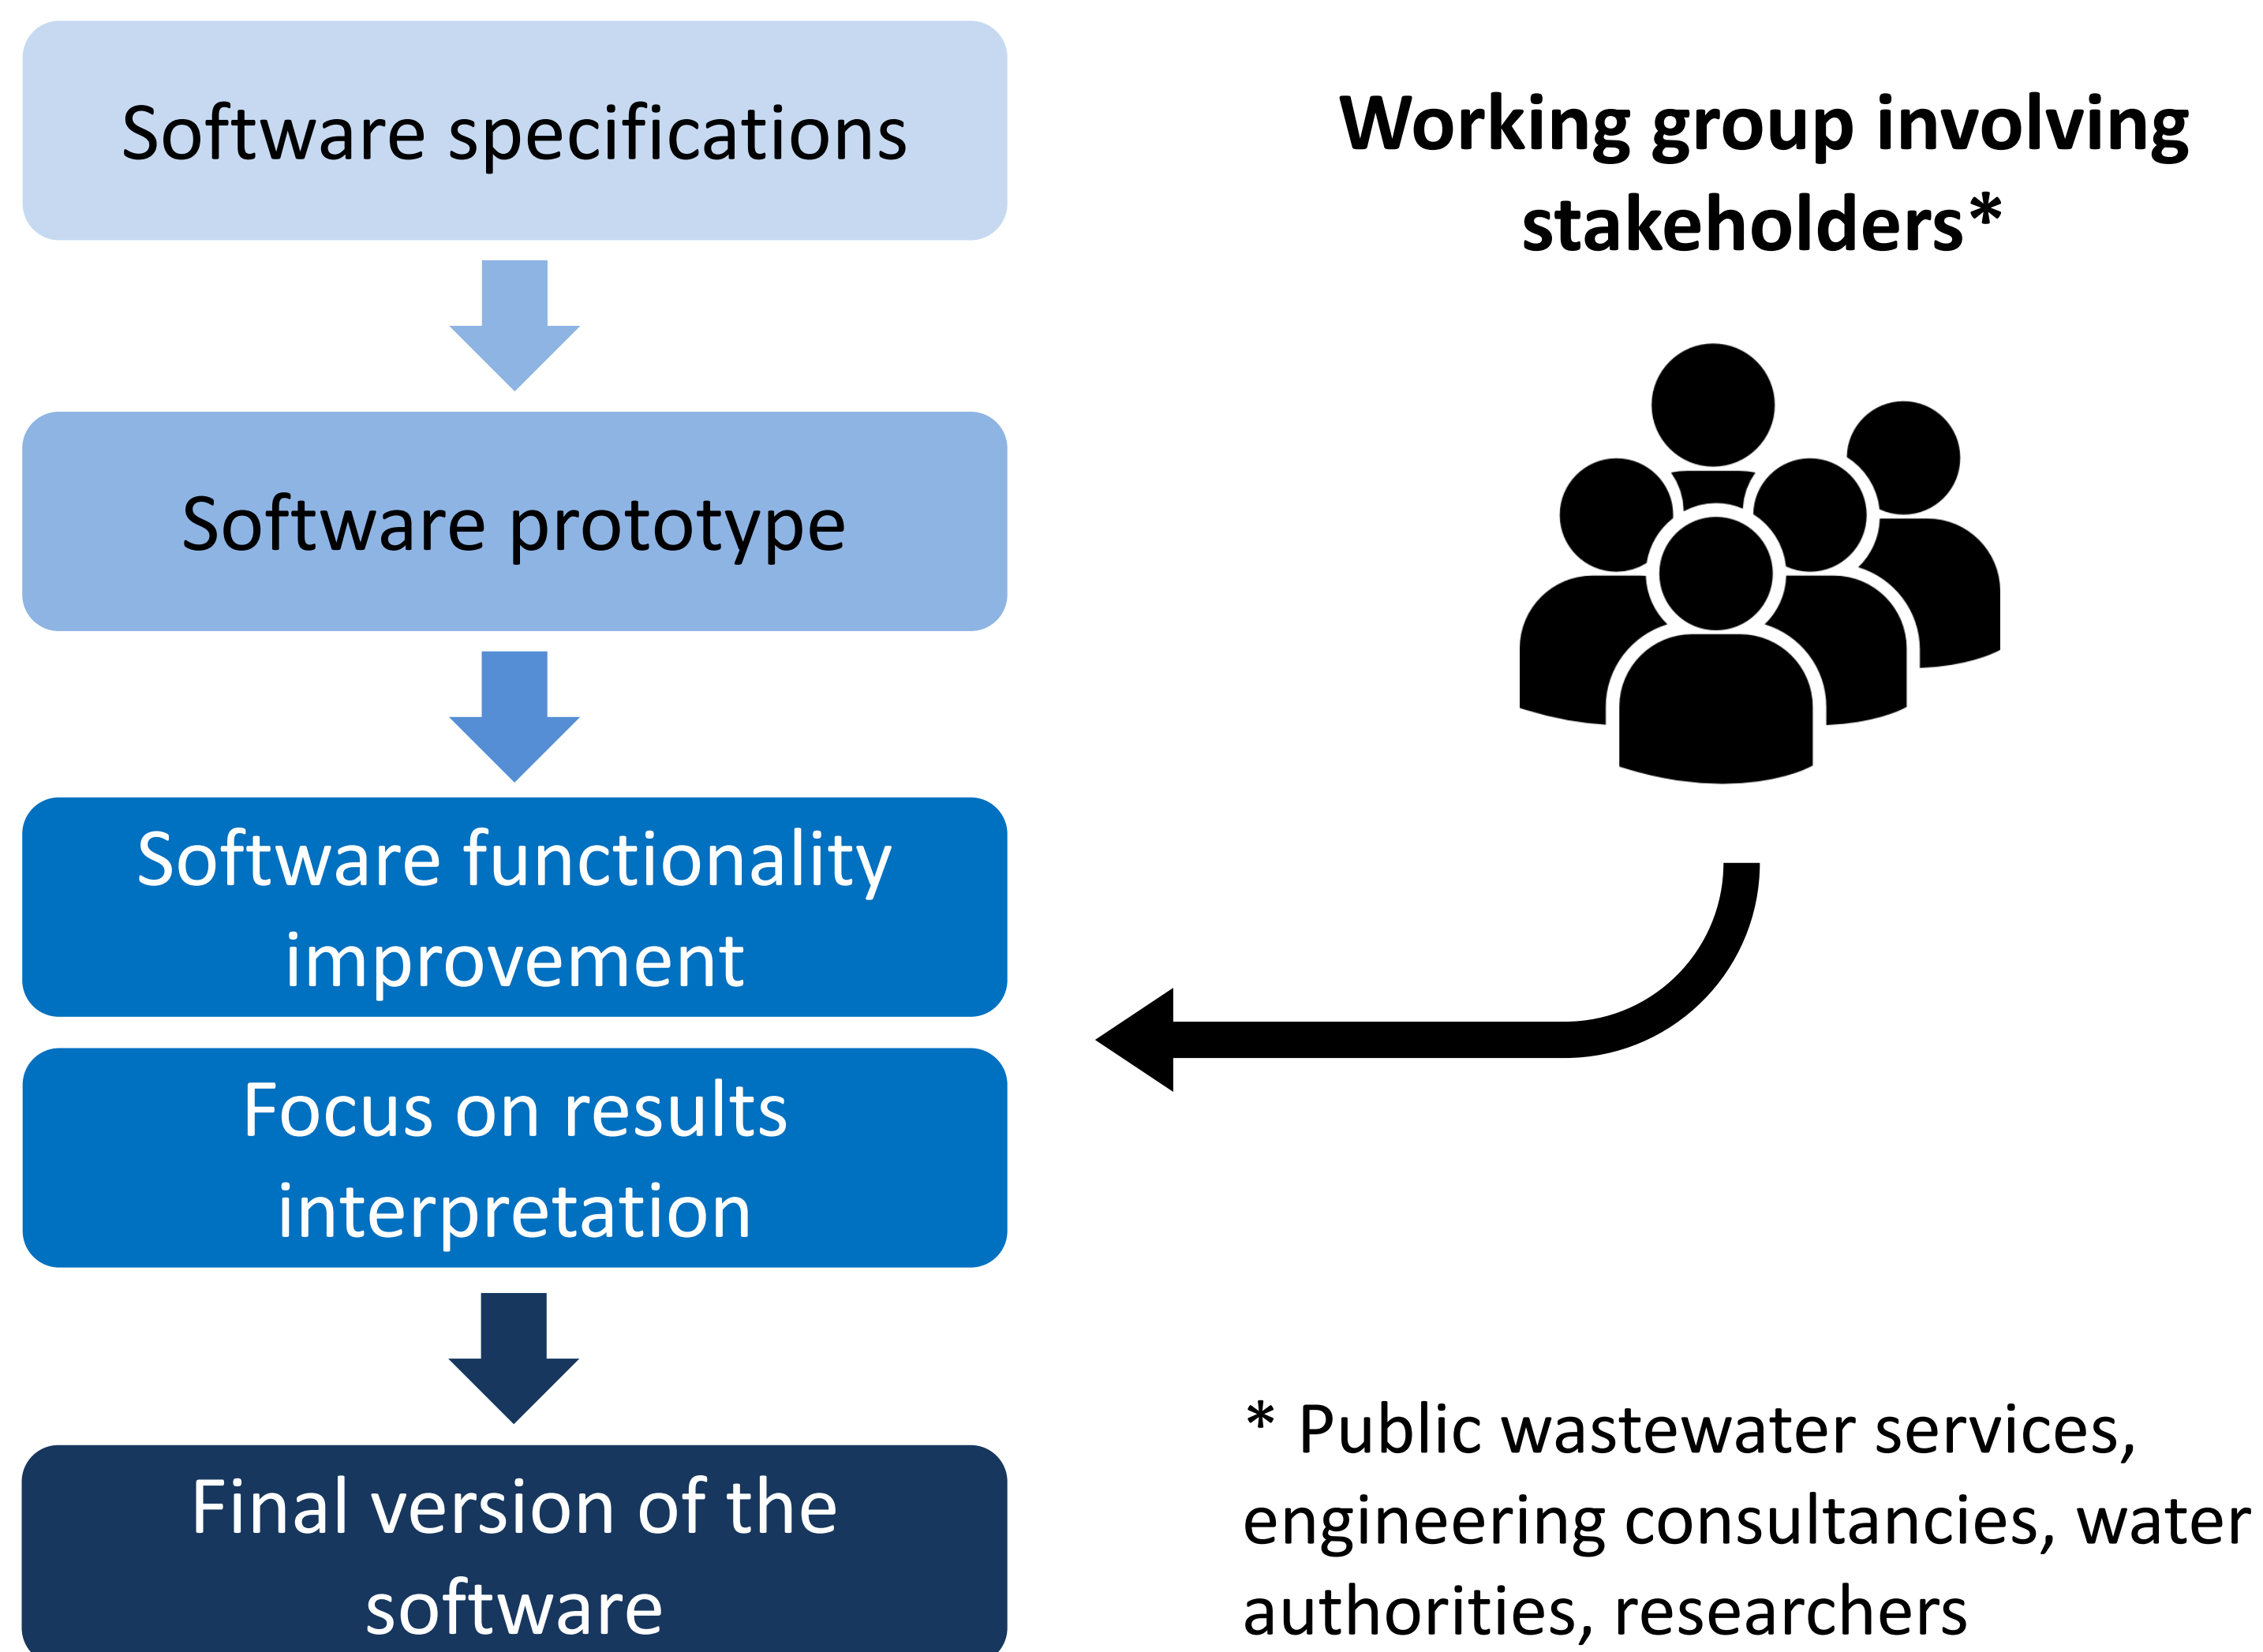 Software specifications
Software prototype
Software functionality
improvement
Focus on results
interpretation
Final version of the
software
Working group involving
stakeholders*
* Public wastewater services,
engineering consultancies, water
authorities, researchers